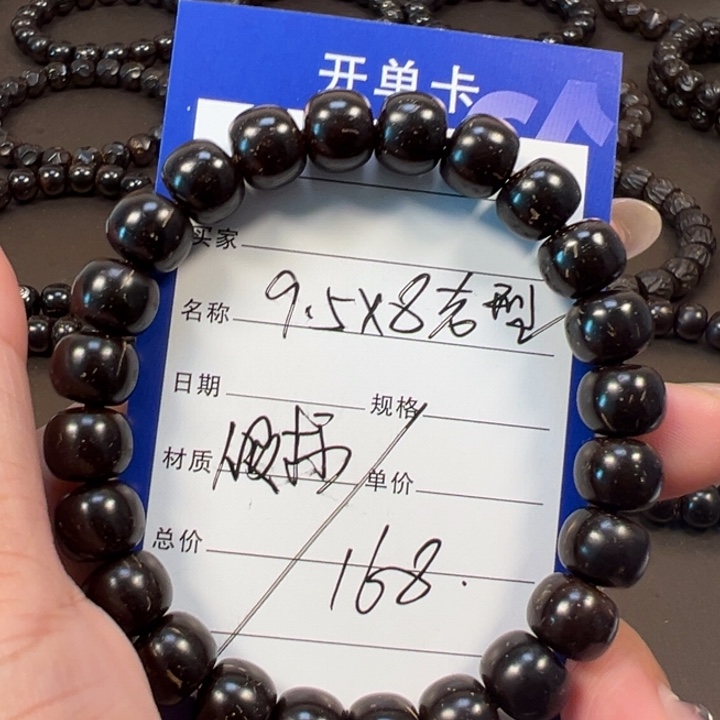 开单卡
买家
名称 9.5X8吉型
日期 规格
材质 单价
总价 168.